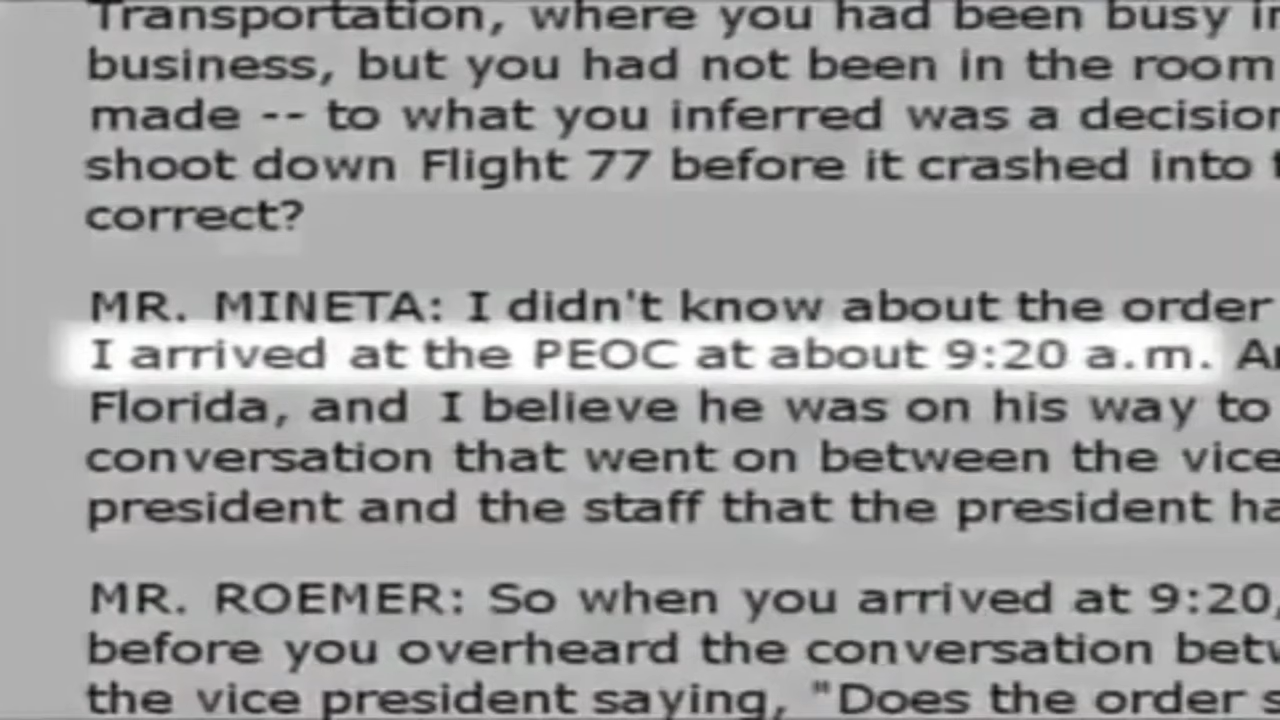 Transportation, where you had been busy
business, but you had not been in the room
made -- to what you inferred was a decision
shoot down Flight 77 before it crashed into
correct?
MR. MINETA: I didn't know about the order
I arrived at the PEOC at about 9:20 a.m.
Florida, and I believe he was on his way to
conversation that went on between the vice
president and the staff that the president
MR. ROEMER: So when you arrived at 9:20,
before you overheard the conversation
the vice president saying, "Does the order